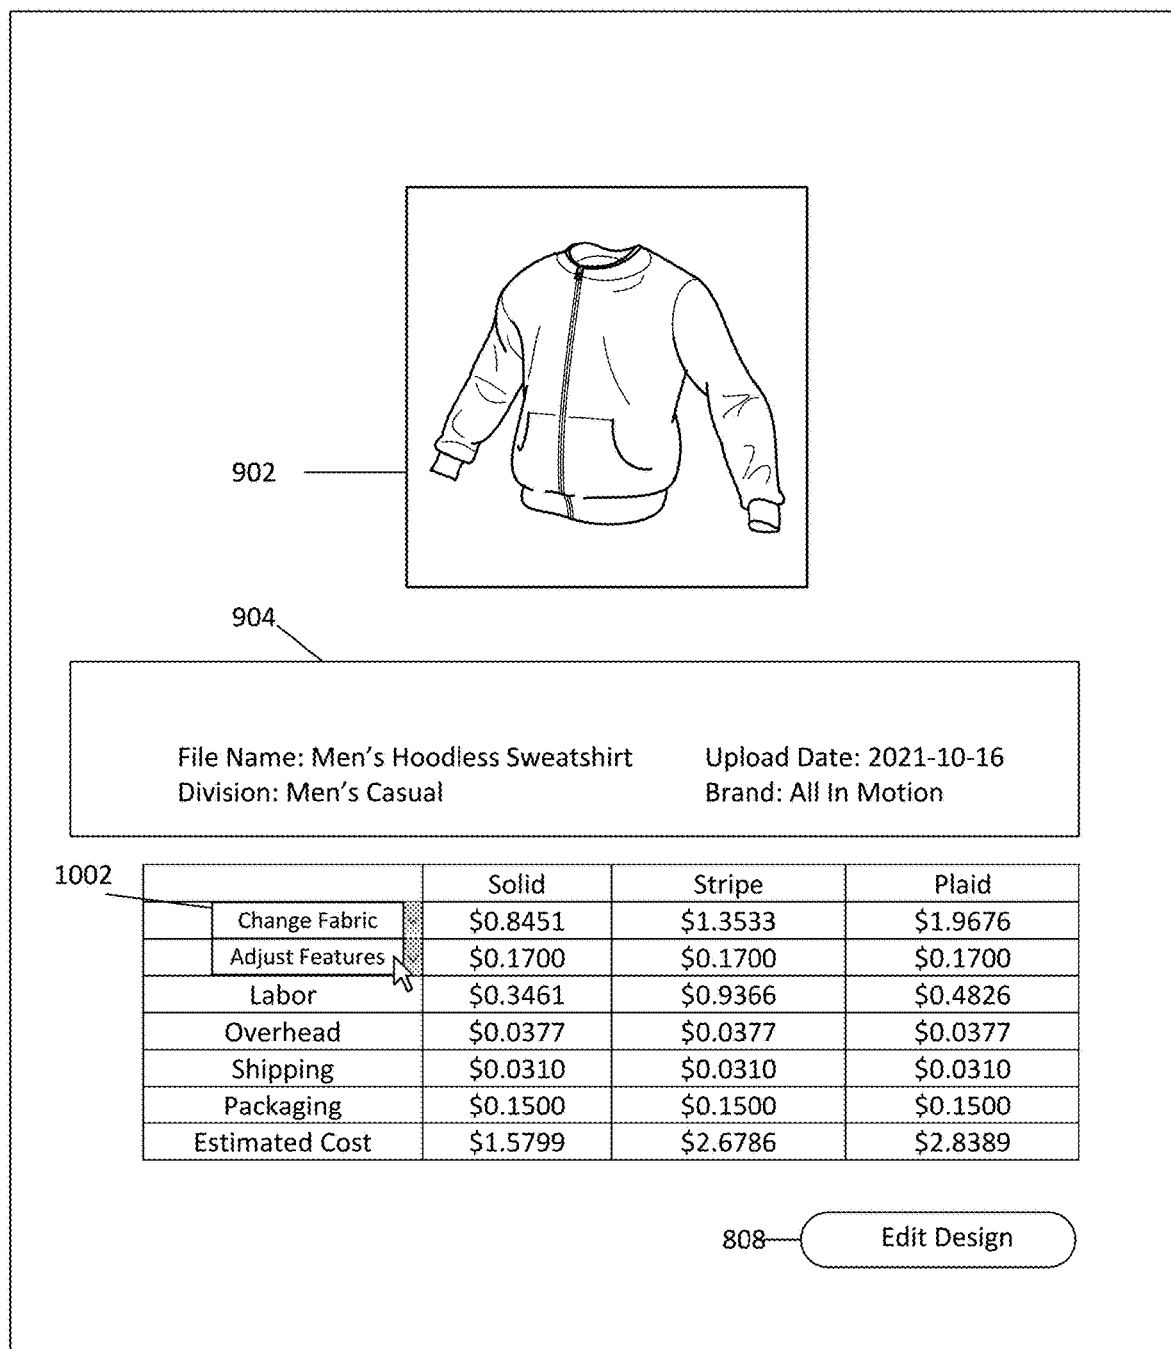 902
904
File Name: Men's Hoodless Sweatshirt Upload Date: 2021-10-16
Division: Men's Casual Brand: All In Motion
1002
Solid Stripe Plaid
Change Fabric $0.8451 $1.3533 $1.9676
Adjust Features $0.1700 $0.1700 $0.1700
Labor $0.3461 $0.9366 $0.4826
Overhead $0.0377 $0.0377 $0.0377
Shipping $0.0310 $0.0310 $0.0310
Packaging $0.1500 $0.1500 $0.1500
Estimated Cost $1.5799 $2.6786 $2.8389
808 Edit Design